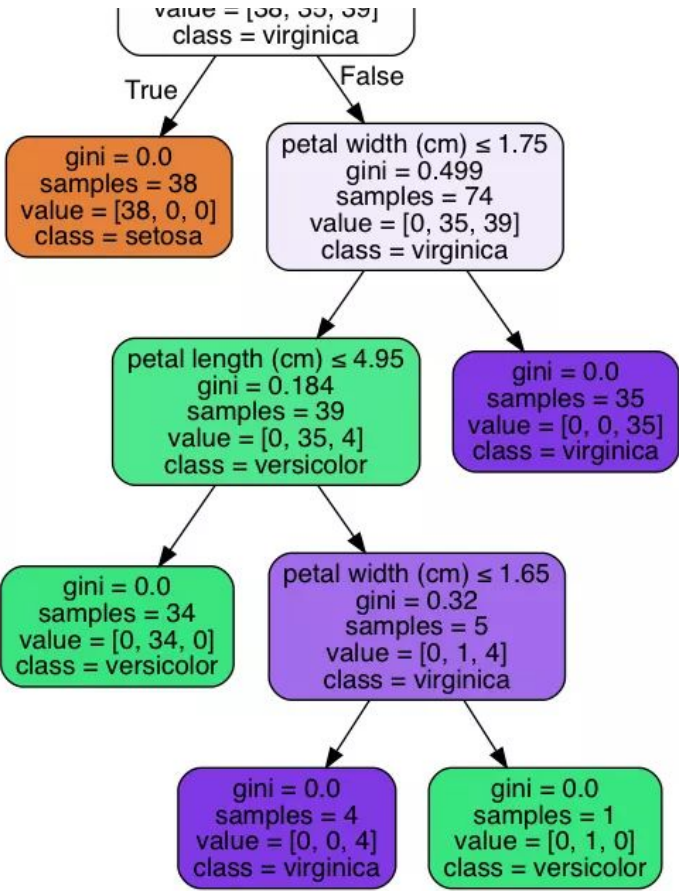 value = [38, 35, 39]
class = virginica
True
False
gini = 0.0
samples = 38
value = [38, 0, 0]
class = setosa
petal width (cm) ≤ 1.75
gini = 0.499
samples = 74
value = [0, 35, 39]
class = virginica
petal length (cm) ≤ 4.95
gini = 0.184
samples = 39
value = [0, 35, 4]
class = versicolor
gini = 0.0
samples = 35
value = [0, 0, 35]
class = virginica
gini = 0.0
samples = 34
value = [0, 34, 0]
class = versicolor
petal width (cm) ≤ 1.65
gini = 0.32
samples = 5
value = [0, 1, 4]
class = virginica
gini = 0.0
samples = 4
value = [0, 0, 4]
class = virginica
gini = 0.0
samples = 1
value = [0, 1, 0]
class = versicolor